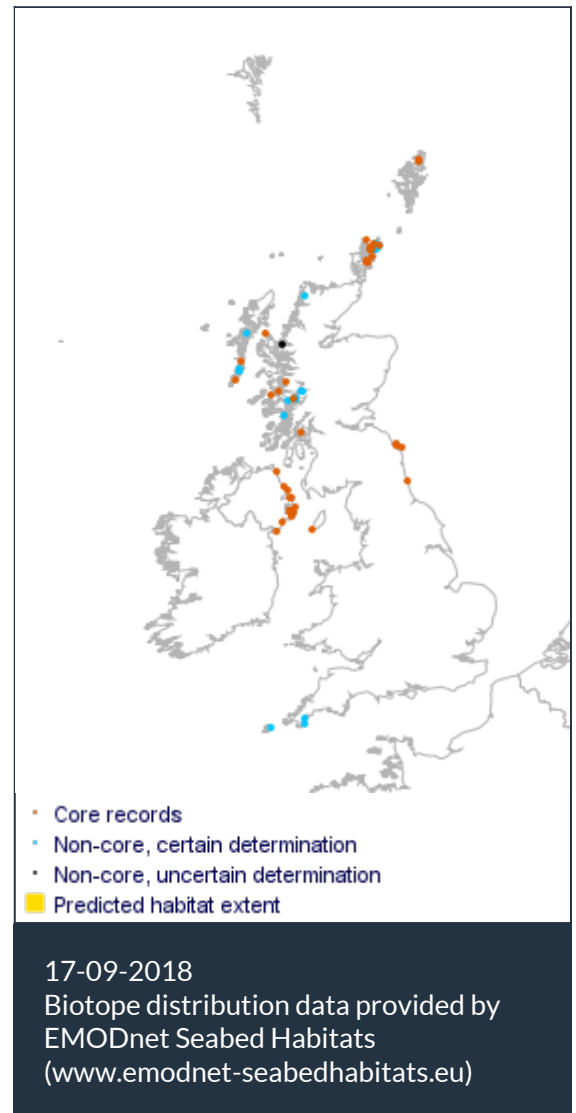 Core records
Non-core, certain determination
Non-core, uncertain determination
Predicted habitat extent
17-09-2018
Biotope distribution data provided by
EMODnet Seabed Habitats
(www.emodnet-seabedhabitats.eu)